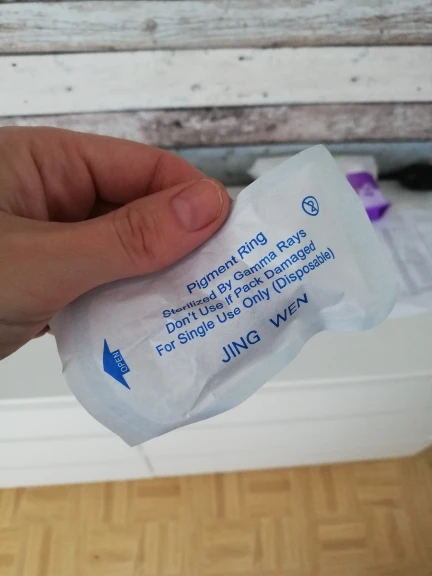 Pigment Ring
Sterilized By Gamma Rays
Don't Use If Pack Damaged
For Single Use Only (Disposable)
JING WEN
OPEN
2